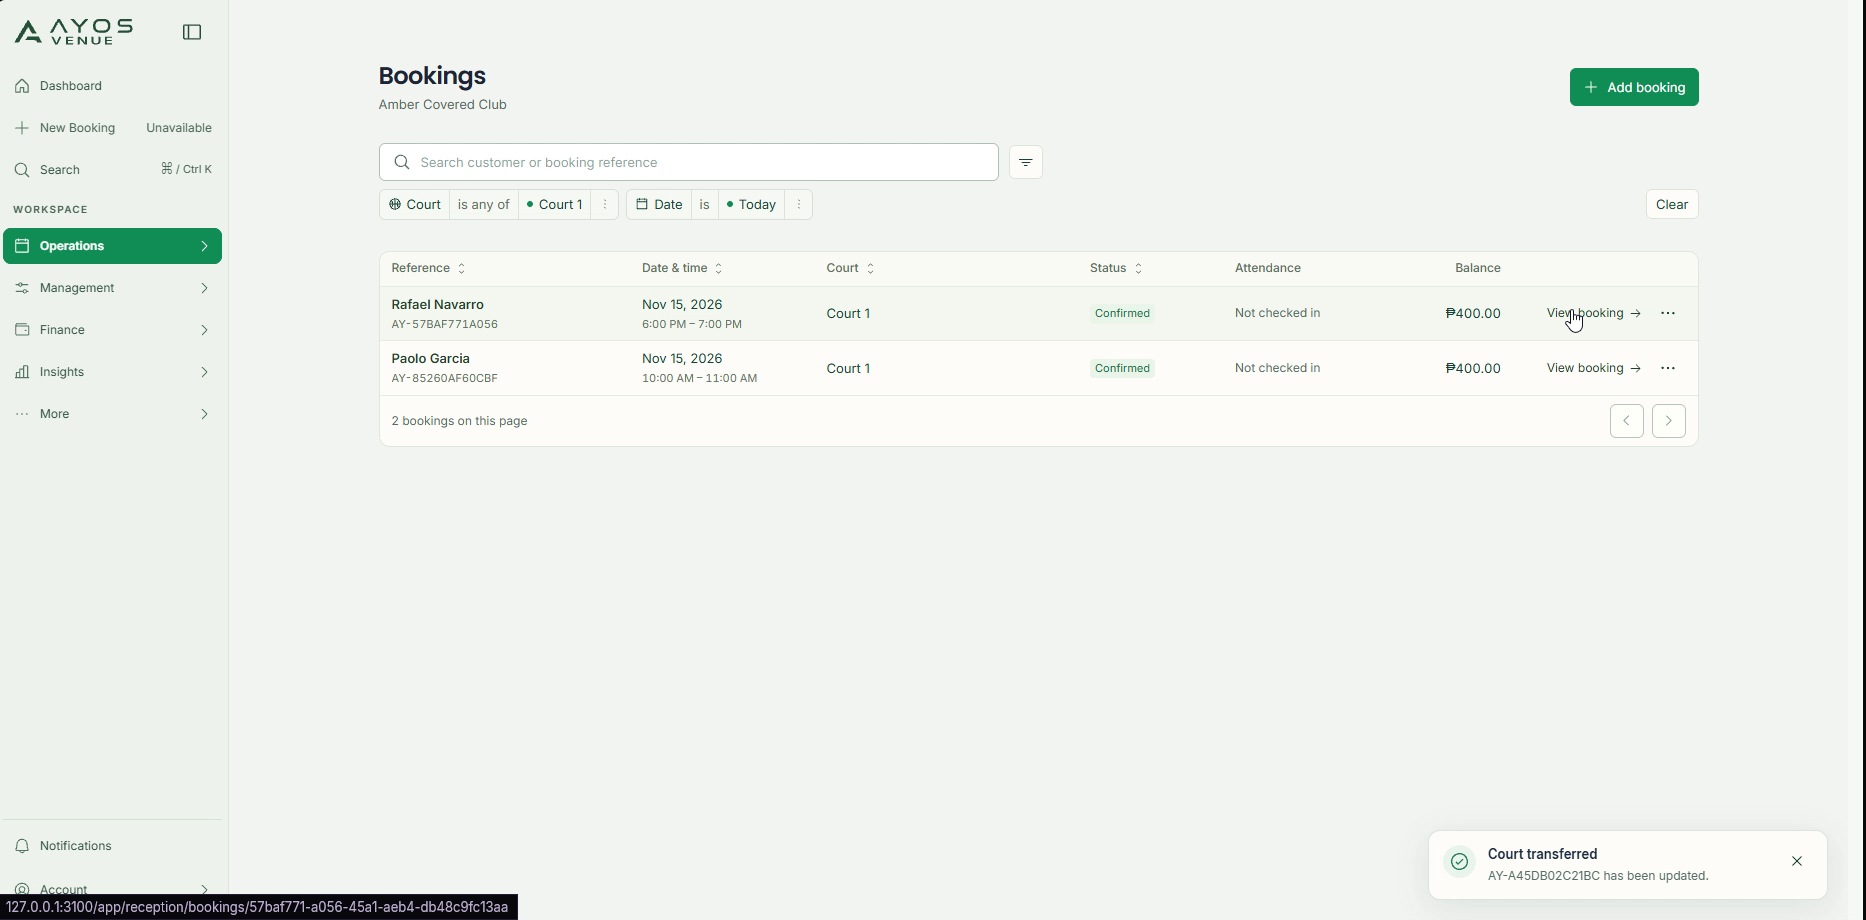 AYOS
VENUE
Dashboard
New Booking Unavailable
Search ⌘ / Ctrl K
WORKSPACE
Operations
Management
Finance
Insights
More
Notifications
Account
Bookings
Amber Covered Club
Add booking
Search customer or booking reference
Court is any of Court 1 Date is Today Clear
Reference Date & time Court Status Attendance Balance
Rafael Navarro Nov 15, 2026 Court 1 Confirmed Not checked in ₱400.00 View booking →
AY-57BAF771A056 6:00 PM – 7:00 PM
Paolo Garcia Nov 15, 2026 Court 1 Confirmed Not checked in ₱400.00 View booking →
AY-85260AF60CBF 10:00 AM – 11:00 AM
2 bookings on this page
Court transferred
AY-A45DB02C21BC has been updated.
127.0.0.1:3100/app/reception/bookings/57baf771-a056-45a1-aeb4-db48c9fc13aa